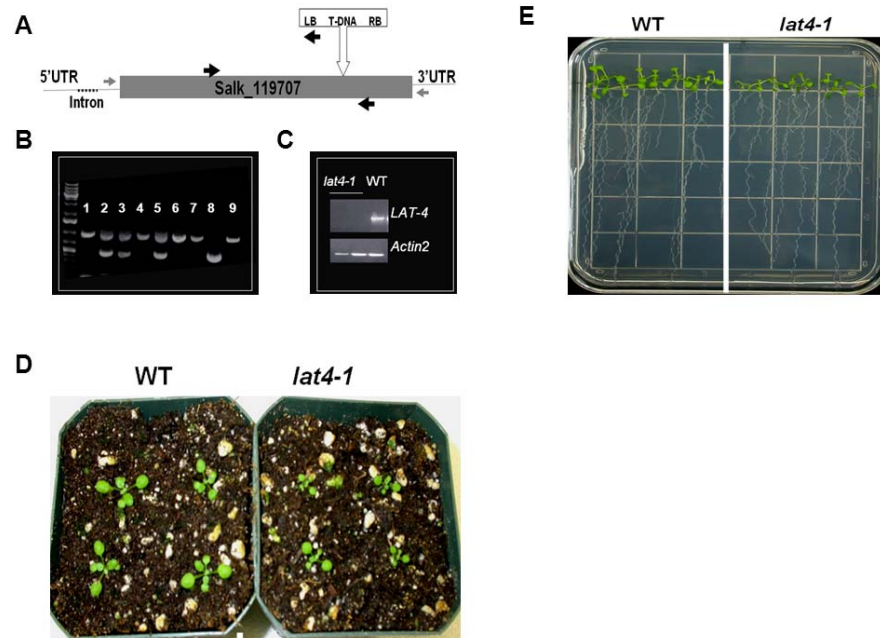 A
LB T-DNA RB
5'UTR
3'UTR
Salk_119707
Intron
B
1 2 3 4 5 6 7 8 9
C
lat4-1 WT
LAT-4
Actin2
D
WT lat4-1
E
WT lat4-1